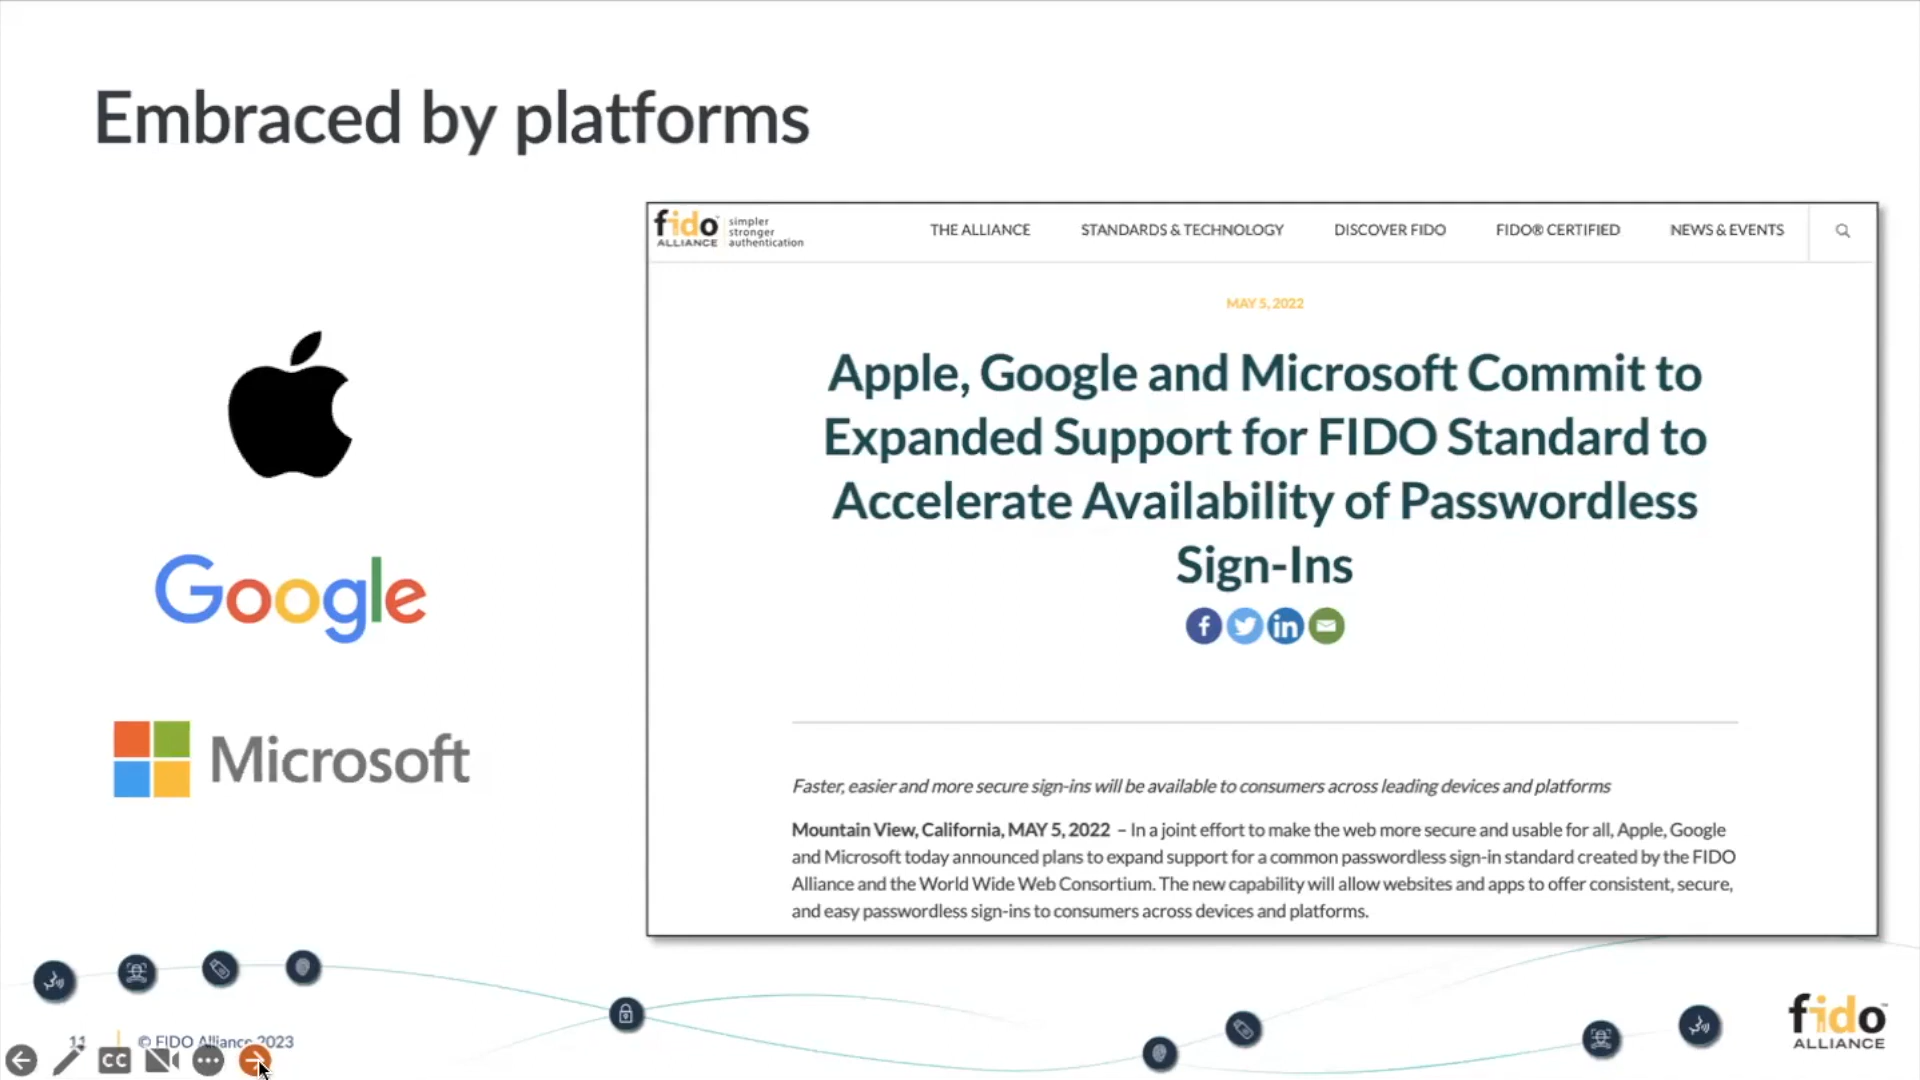 Embraced by platforms
fido ALLIANCE
simpler
stronger
authentication
THE ALLIANCE
STANDARDS & TECHNOLOGY
DISCOVER FIDO
FIDO® CERTIFIED
NEWS & EVENTS
MAY 5, 2022
Apple, Google and Microsoft Commit to
Expanded Support for FIDO Standard to
Accelerate Availability of Passwordless
Sign-Ins
f
in
Google
Microsoft
Faster, easier and more secure sign-ins will be available to consumers across leading devices and platforms
Mountain View, California, MAY 5, 2022 – In a joint effort to make the web more secure and usable for all, Apple, Google
and Microsoft today announced plans to expand support for a common passwordless sign-in standard created by the FIDO
Alliance and the World Wide Web Consortium. The new capability will allow websites and apps to offer consistent, secure,
and easy passwordless sign-ins to consumers across devices and platforms.
11
© FIDO Alliance 2023
CC
fido™
ALLIANCE